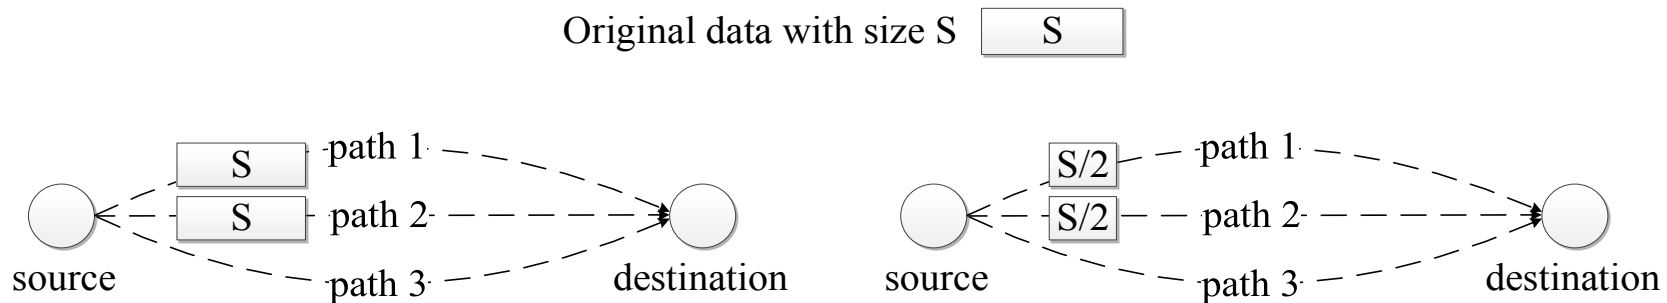 Original data with size S
S
S
path 1
S
path 2
path 3
source
destination
S/2
path 1
S/2
path 2
path 3
source
destination